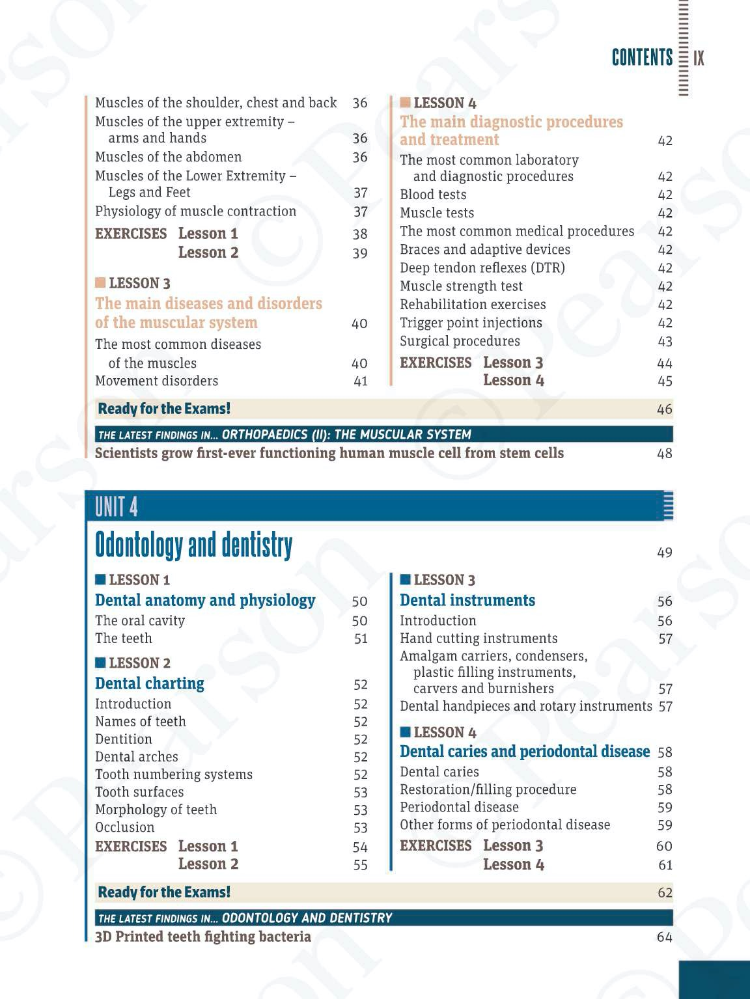 CONTENTS IX
Muscles of the shoulder, chest and back 36
Muscles of the upper extremity –
arms and hands 36
Muscles of the abdomen 36
Muscles of the Lower Extremity –
Legs and Feet 37
Physiology of muscle contraction 37
EXERCISES Lesson 1 38
Lesson 2 39
LESSON 3
The main diseases and disorders
of the muscular system 40
The most common diseases
of the muscles 40
Movement disorders 41
LESSON 4
The main diagnostic procedures
and treatment 42
The most common laboratory
and diagnostic procedures 42
Blood tests 42
Muscle tests 42
The most common medical procedures 42
Braces and adaptive devices 42
Deep tendon reflexes (DTR) 42
Muscle strength test 42
Rehabilitation exercises 42
Trigger point injections 42
Surgical procedures 43
EXERCISES Lesson 3 44
Lesson 4 45
Ready for the Exams! 46
THE LATEST FINDINGS IN... ORTHOPAEDICS (II): THE MUSCULAR SYSTEM
Scientists grow first-ever functioning human muscle cell from stem cells 48
UNIT 4
Odontology and dentistry 49
LESSON 1
Dental anatomy and physiology 50
The oral cavity 50
The teeth 51
LESSON 2
Dental charting 52
Introduction 52
Names of teeth 52
Dentition 52
Dental arches 52
Tooth numbering systems 52
Tooth surfaces 53
Morphology of teeth 53
Occlusion 53
EXERCISES Lesson 1 54
Lesson 2 55
LESSON 3
Dental instruments 56
Introduction 56
Hand cutting instruments 57
Amalgam carriers, condensers,
plastic filling instruments,
carvers and burnishers 57
Dental handpieces and rotary instruments 57
LESSON 4
Dental caries and periodontal disease 58
Dental caries 58
Restoration/filling procedure 58
Periodontal disease 59
Other forms of periodontal disease 59
EXERCISES Lesson 3 60
Lesson 4 61
Ready for the Exams! 62
THE LATEST FINDINGS IN... ODONTOLOGY AND DENTISTRY
3D Printed teeth fighting bacteria 64
© Pearson